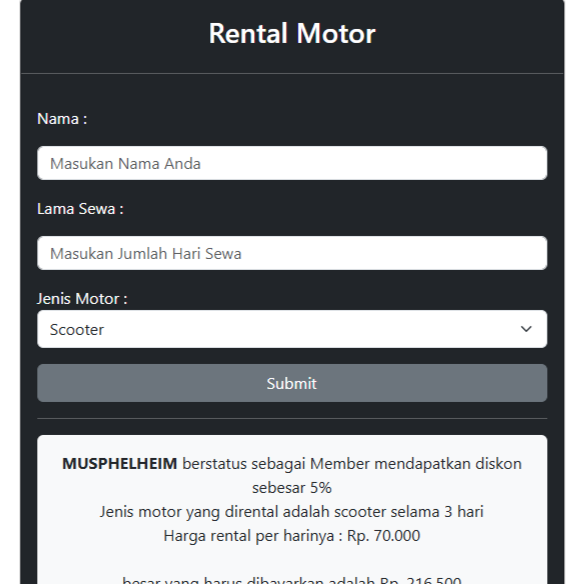 Rental Motor
Nama :
Masukan Nama Anda
Lama Sewa :
Masukan Jumlah Hari Sewa
Jenis Motor :
Scooter
Submit
MUSPHELHEIM berstatus sebagai Member mendapatkan diskon
sebesar 5%
Jenis motor yang dirental adalah scooter selama 3 hari
Harga rental per harinya : Rp. 70.000
besar yang harus dibayarkan adalah Rp. 216.500